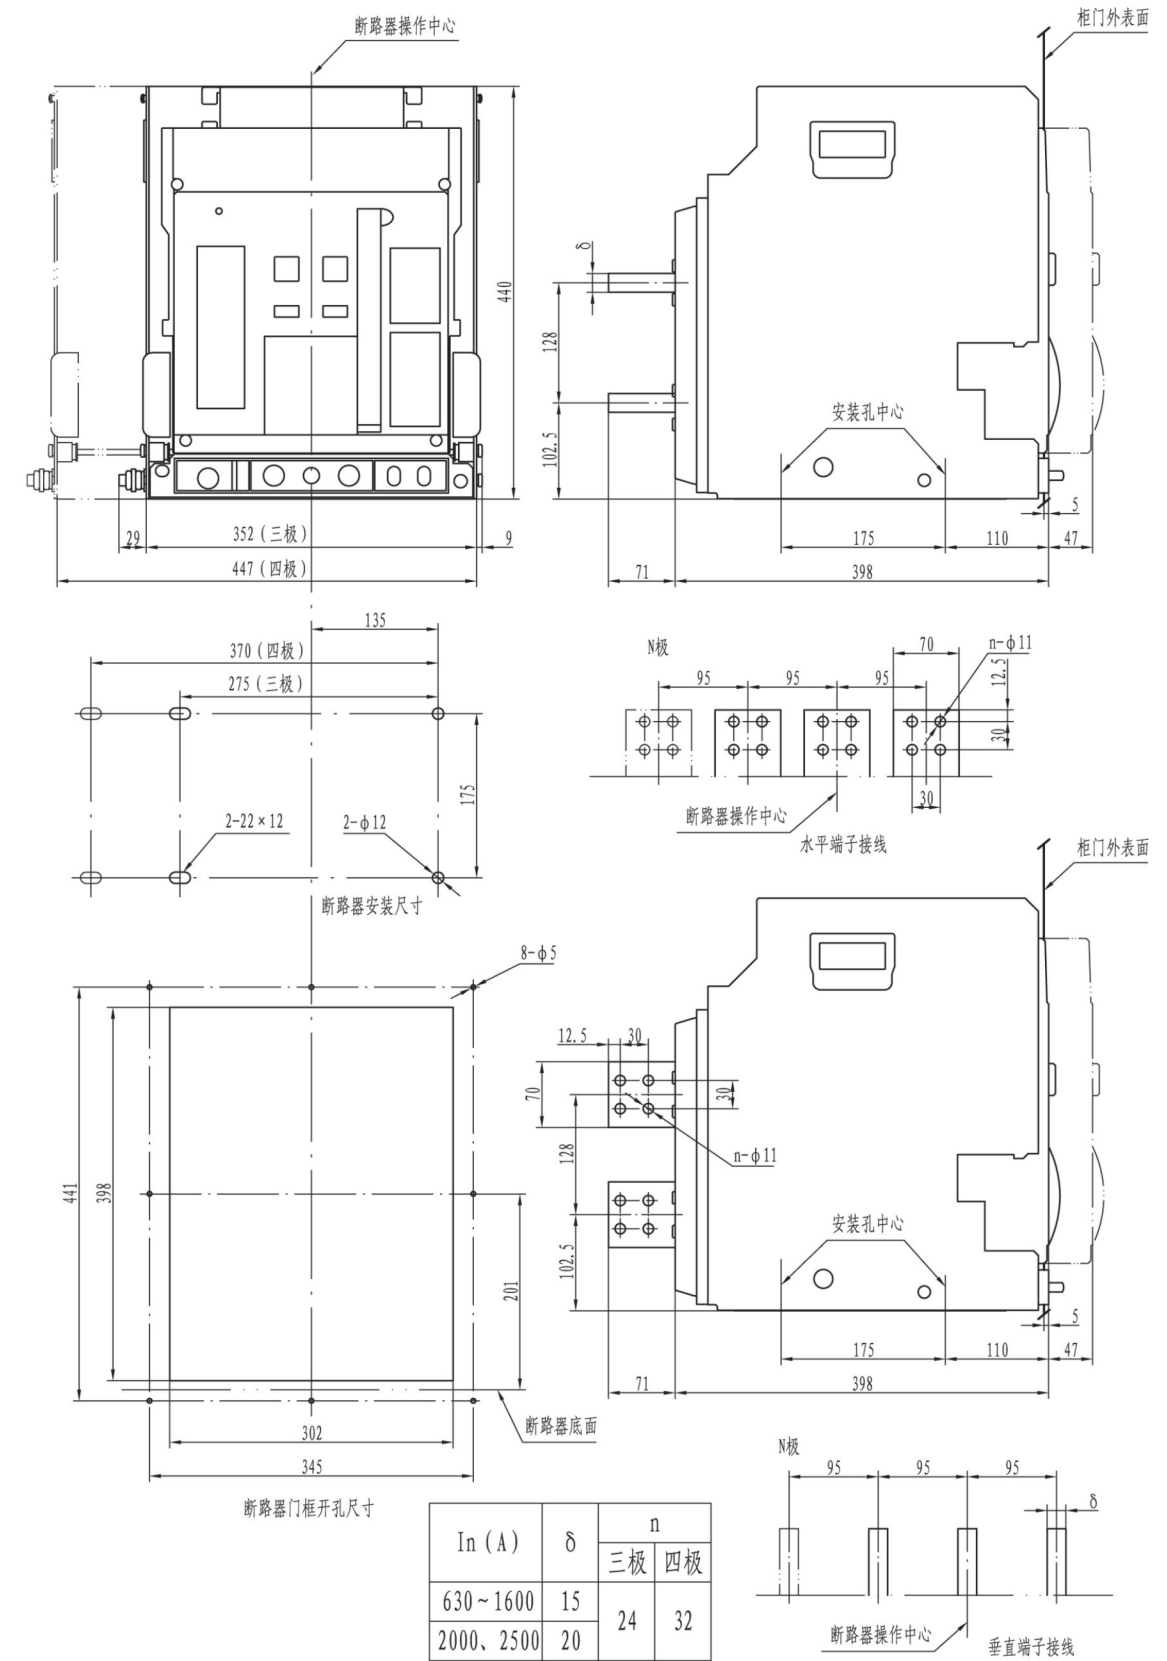 断路器操作中心
柜门外表面
440
29
352(三极)
9
447(四极)
δ
128
102.5
安装孔中心
5
175
110
47
71
398
135
370(四极)
275(三极)
175
2-22×12
2-ϕ12
断路器安装尺寸
N极
95
95
95
70
n-ϕ11
12.5
30
30
断路器操作中心
水平端子接线
柜门外表面
8-ϕ5
441
398
201
302
345
断路器底面
断路器门框开孔尺寸
12.5
30
70
30
n-ϕ11
128
102.5
安装孔中心
5
175
110
47
71
398
N极
95
95
95
δ
断路器操作中心
垂直端子接线
In(A) δ n
三极 四极
630~1600 15 24 32
2000、2500 20